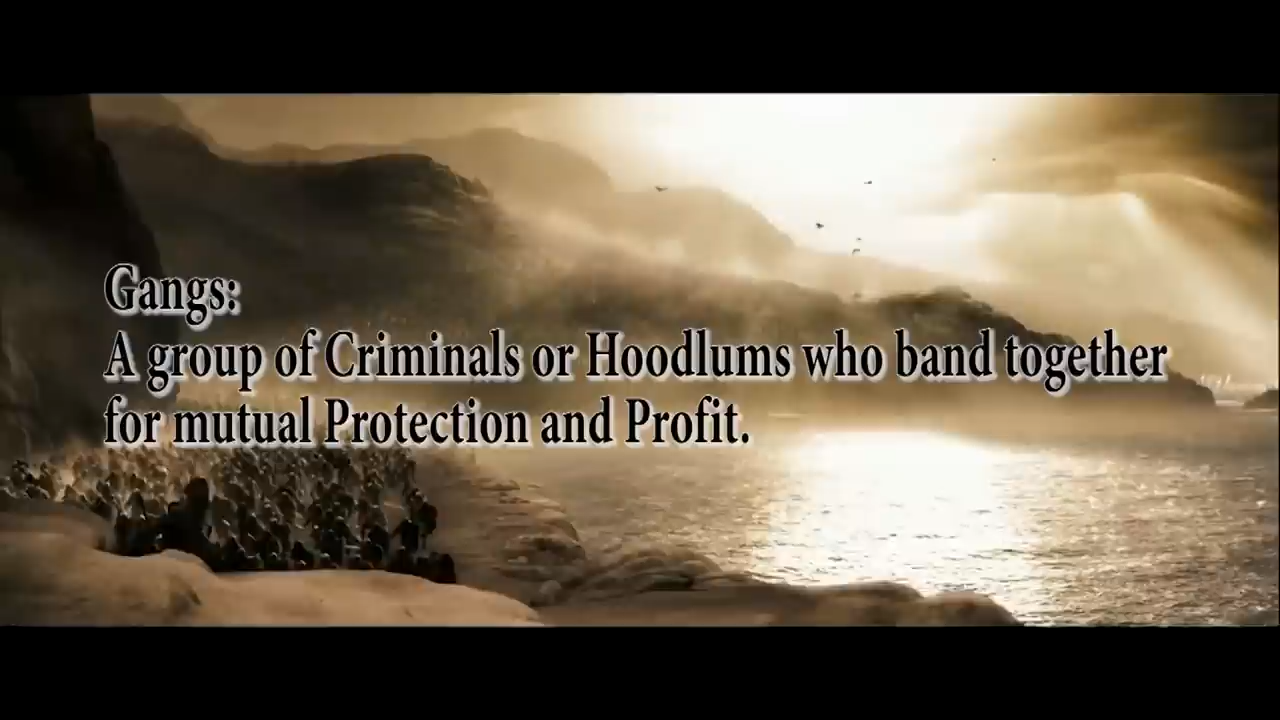 Gangs:
A group of Criminals or Hoodlums who band together
for mutual Protection and Profit.